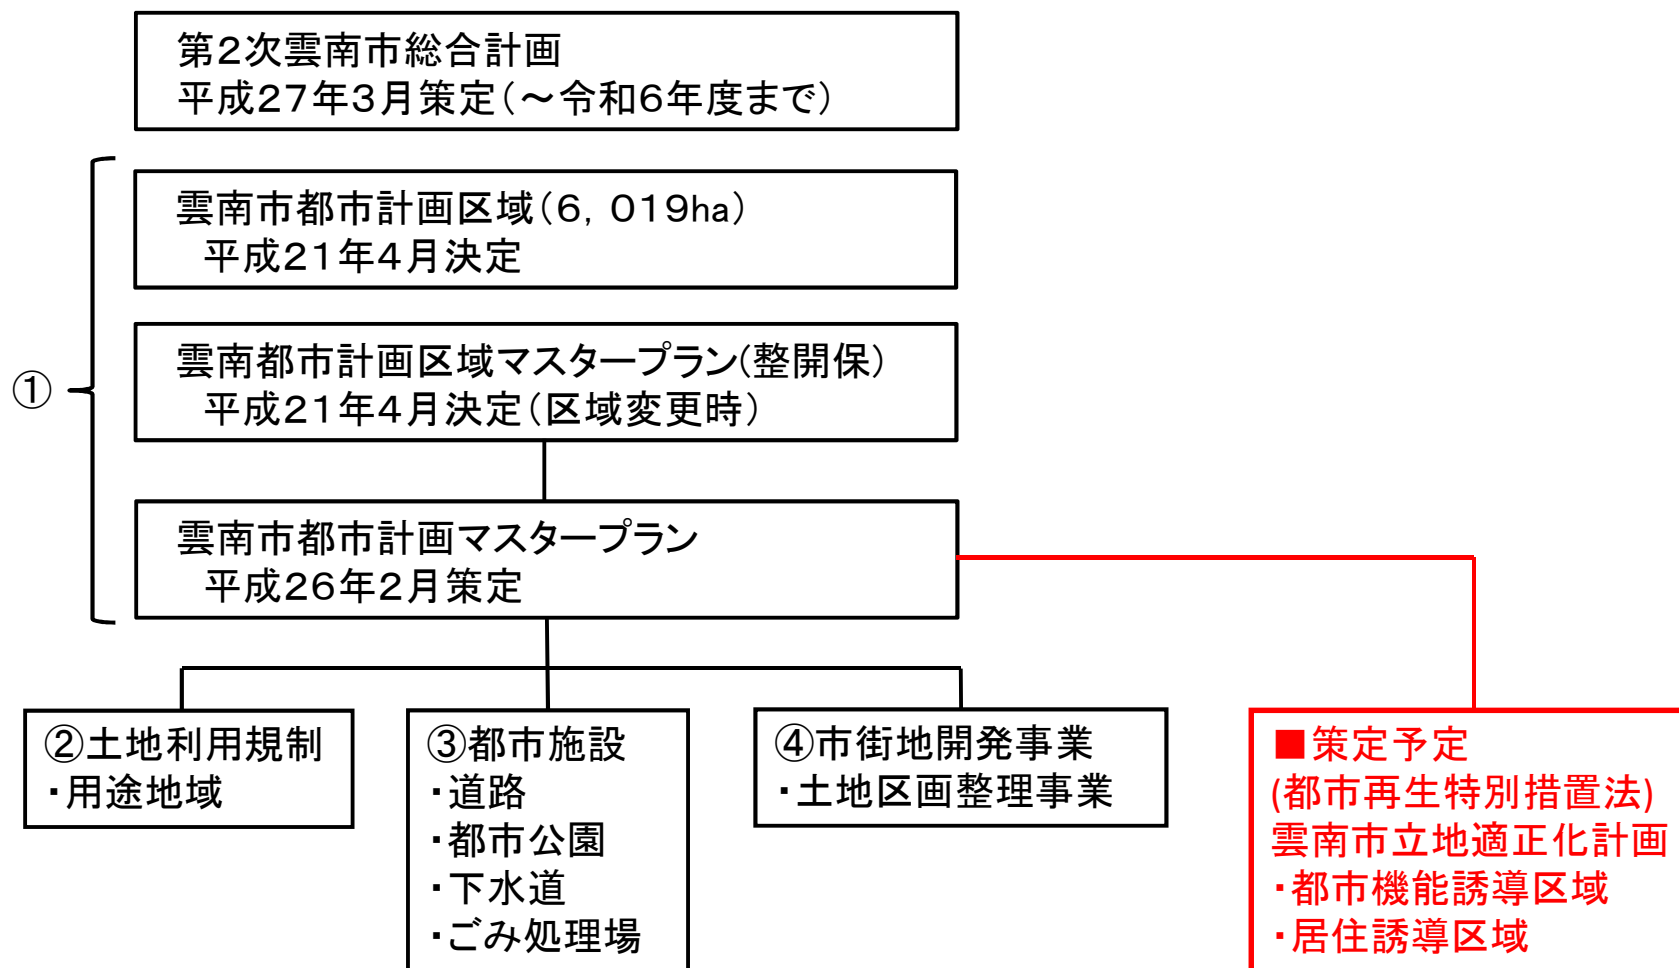 第2次雲南市総合計画
平成27年3月策定(～令和6年度まで)
雲南市都市計画区域(6,019ha)
平成21年4月決定
①
雲南都市計画区域マスタープラン(整開保)
平成21年4月決定(区域変更時)
雲南市都市計画マスタープラン
平成26年2月策定
②土地利用規制
・用途地域
③都市施設
・道路
・都市公園
・下水道
・ごみ処理場
④市街地開発事業
・土地区画整理事業
■策定予定
(都市再生特別措置法)
雲南市立地適正化計画
・都市機能誘導区域
・居住誘導区域